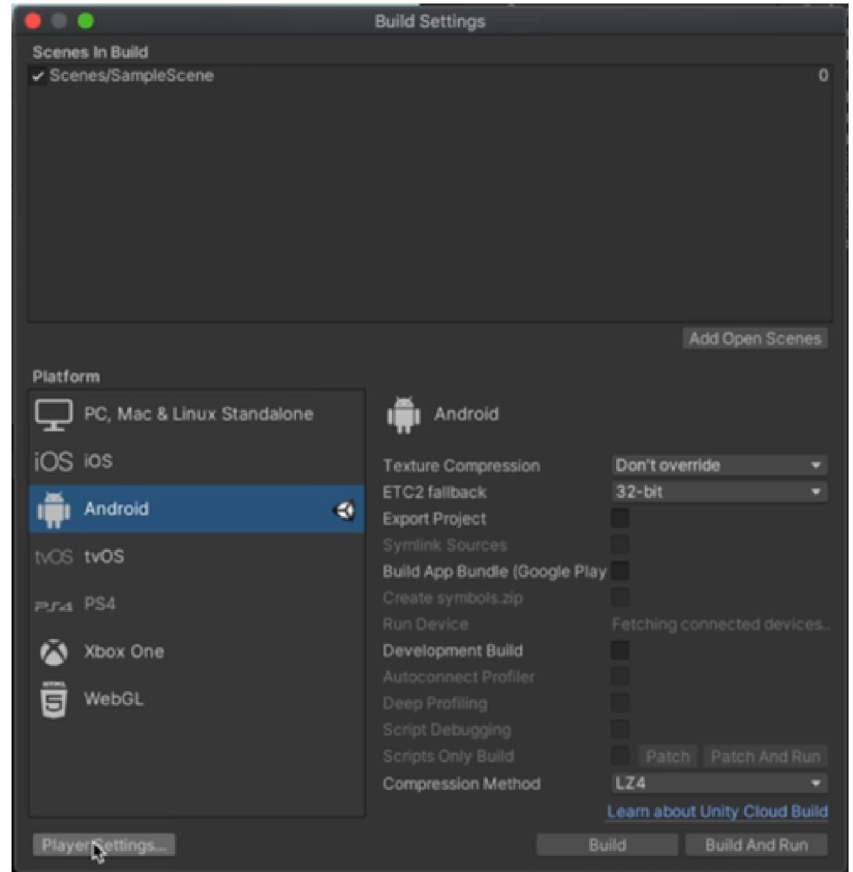 Build Settings
Scenes In Build
Scenes/SampleScene 0
Add Open Scenes
Platform
PC, Mac & Linux Standalone
iOS iOS
Android
tvOS tvOS
PS4 PS4
Xbox One
HTML 5 WebGL
Android
Texture Compression Don't override
ETC2 fallback 32-bit
Export Project
Symlink Sources
Build App Bundle (Google Play
Create symbols.zip
Run Device Fetching connected devices..
Development Build
Autoconnect Profiler
Deep Profiling
Script Debugging
Scripts Only Build Patch Patch And Run
Compression Method LZ4
Learn about Unity Cloud Build
Player Settings... Build Build And Run